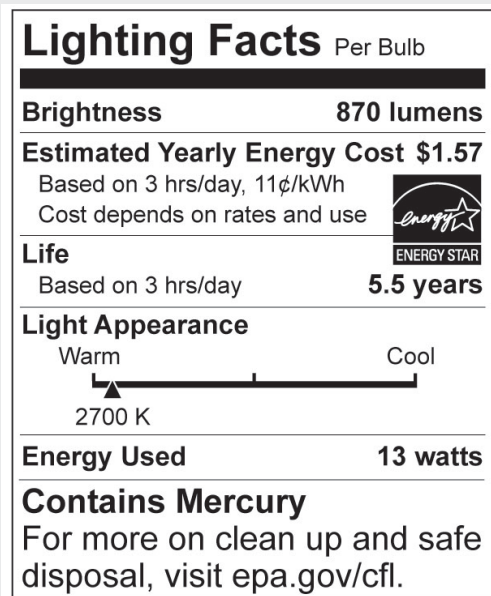 Lighting Facts Per Bulb
Brightness 870 lumens
Estimated Yearly Energy Cost $1.57
Based on 3 hrs/day, 11¢/kWh
Cost depends on rates and use
energy
ENERGY STAR
Life
Based on 3 hrs/day 5.5 years
Light Appearance
Warm Cool
2700 K
Energy Used 13 watts
Contains Mercury
For more on clean up and safe
disposal, visit epa.gov/cfl.